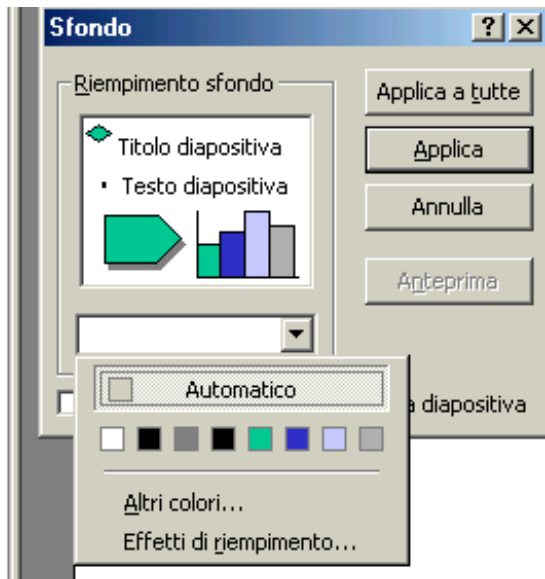 Sfondo
Riempimento sfondo
Titolo diapositiva
· Testo diapositiva
Applica a tutte
Applica
Annulla
Anteprima
Automatico
diapositiva
Altri colori...
Effetti di riempimento...